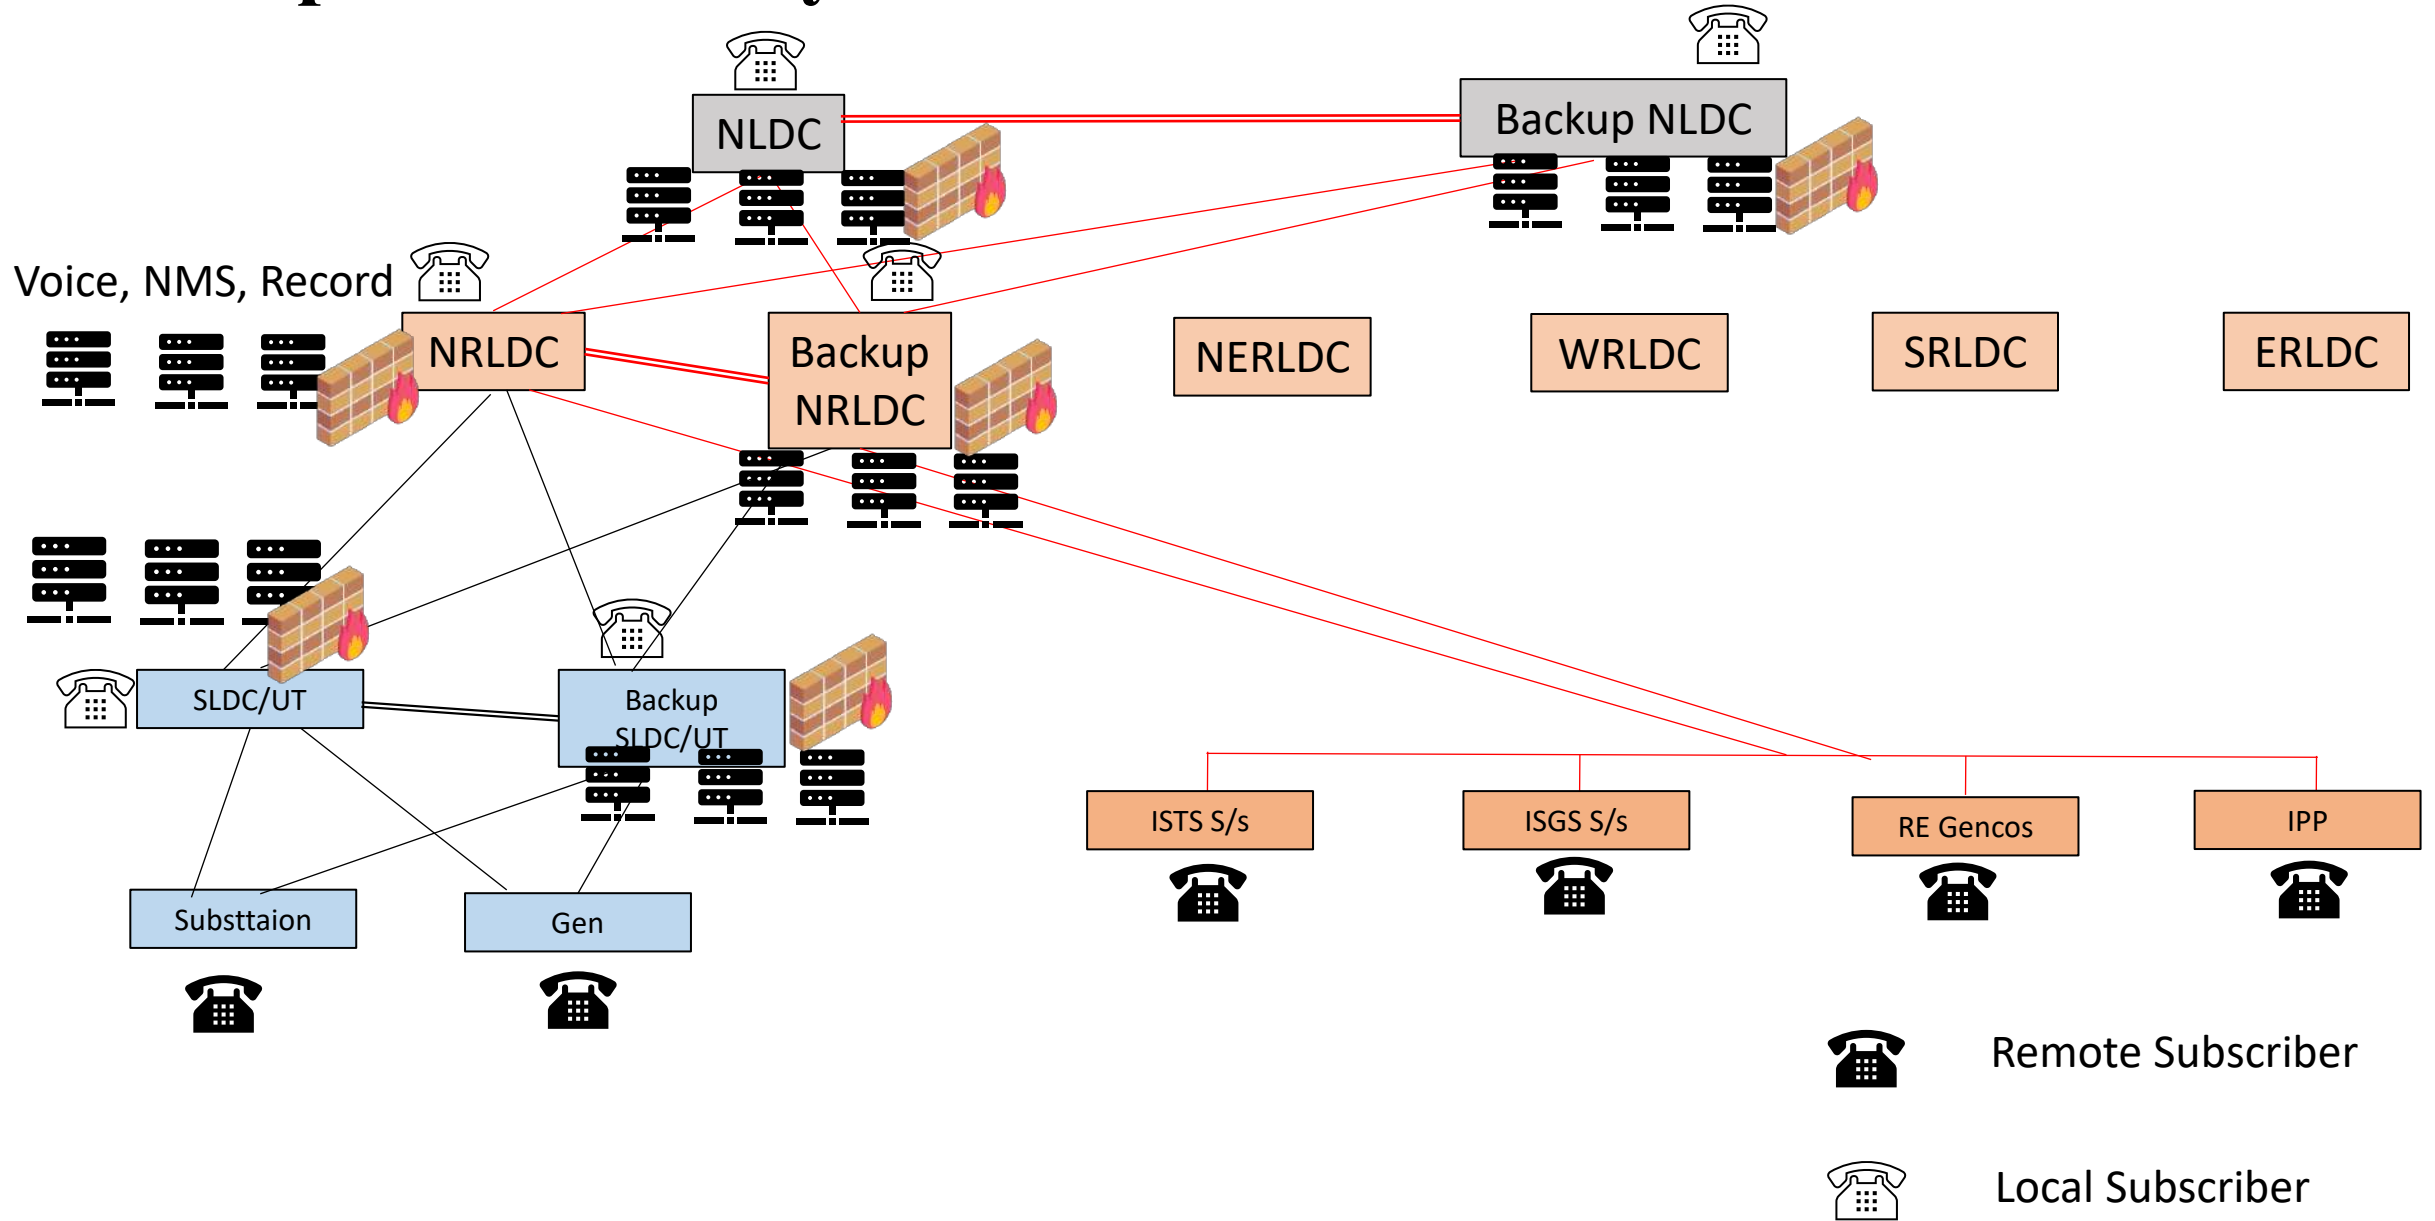 NLDC
Backup NLDC
Voice, NMS, Record
NRLDC
Backup
NRLDC
NERLDC
WRLDC
SRLDC
ERLDC
SLDC/UT
Backup
SLDC/UT
ISTS S/s
ISGS S/s
RE Gencos
IPP
Substtaion
Gen
Remote Subscriber
Local Subscriber